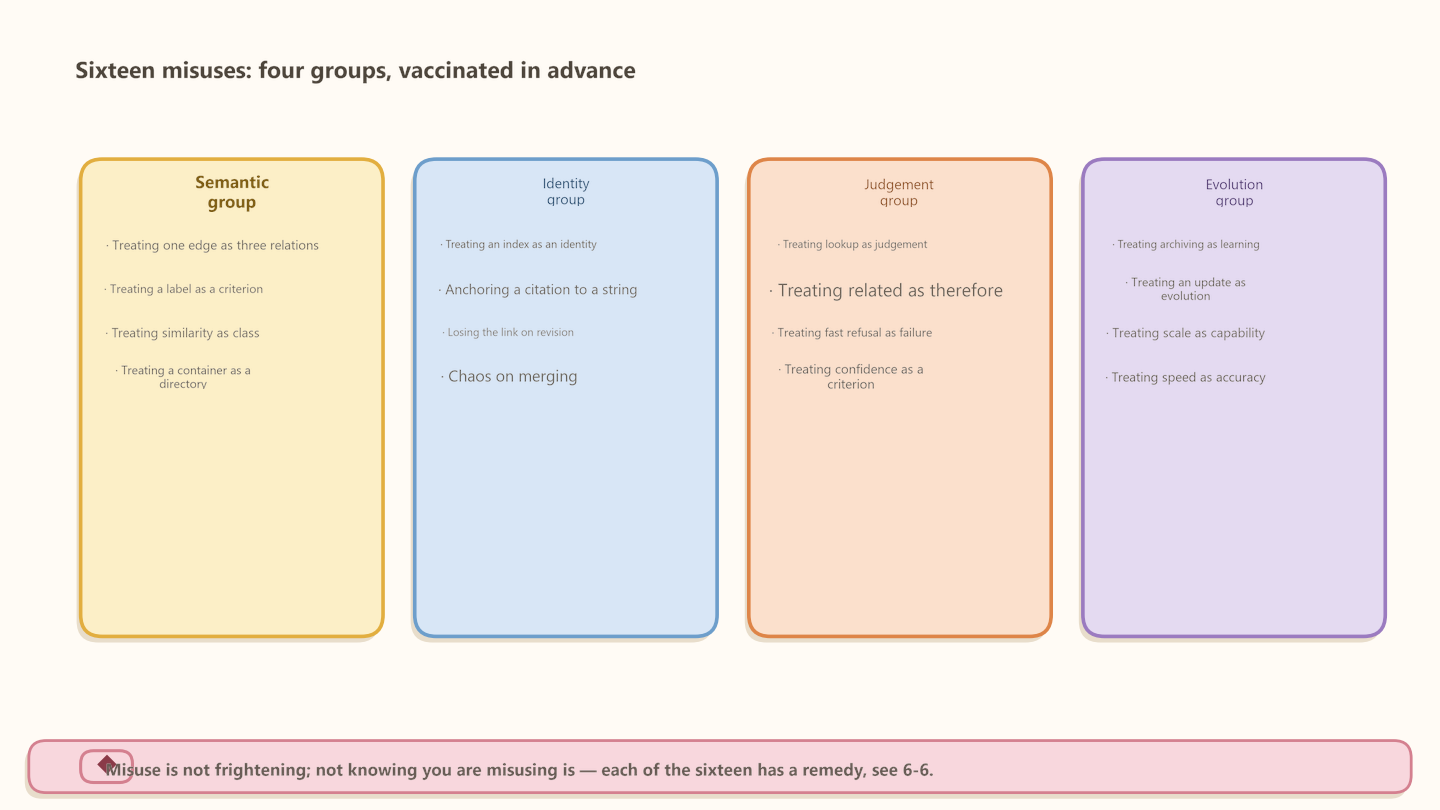 Sixteen misuses: four groups, vaccinated in advance
Semantic
group
· Treating one edge as three relations
· Treating a label as a criterion
· Treating similarity as class
· Treating a container as a
directory
Identity
group
· Treating an index as an identity
· Anchoring a citation to a string
· Losing the link on revision
· Chaos on merging
Judgement
group
· Treating lookup as judgement
· Treating related as therefore
· Treating fast refusal as failure
· Treating confidence as a
criterion
Evolution
group
· Treating archiving as learning
· Treating an update as
evolution
· Treating scale as capability
· Treating speed as accuracy
Misuse is not frightening; not knowing you are misusing is — each of the sixteen has a remedy, see 6-6.